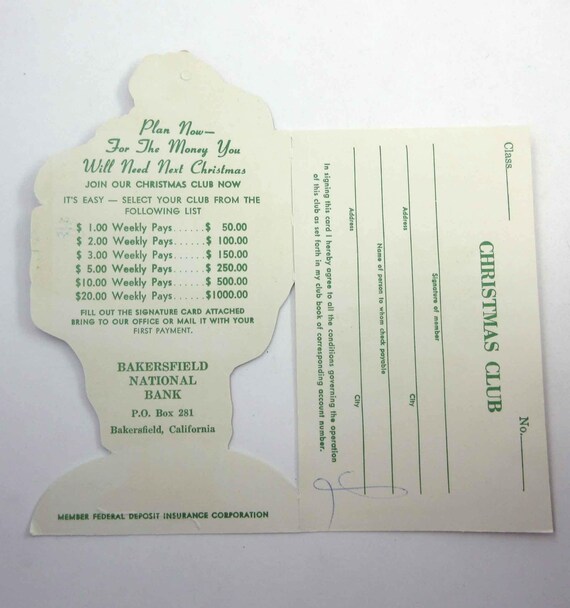 Plan Now—
For The Money You
Will Need Next Christmas
JOIN OUR CHRISTMAS CLUB NOW
IT'S EASY — SELECT YOUR CLUB FROM THE
FOLLOWING LIST
$ 1.00 Weekly Pays......$ 50.00
$ 2.00 Weekly Pays......$ 100.00
$ 3.00 Weekly Pays......$ 150.00
$ 5.00 Weekly Pays......$ 250.00
$10.00 Weekly Pays......$ 500.00
$20.00 Weekly Pays......$1000.00
FILL OUT THE SIGNATURE CARD ATTACHED
BRING TO OUR OFFICE OR MAIL IT WITH YOUR
FIRST PAYMENT.
BAKERSFIELD
NATIONAL
BANK
P.O. Box 281
Bakersfield, California
MEMBER FEDERAL DEPOSIT INSURANCE CORPORATION
Class
No.
CHRISTMAS CLUB
Signature of member
Address City
Name of person to whom check payable
Address City
In signing this card I hereby agree to all the conditions governing the operation
of this club as set forth in my club book of corresponding account number.